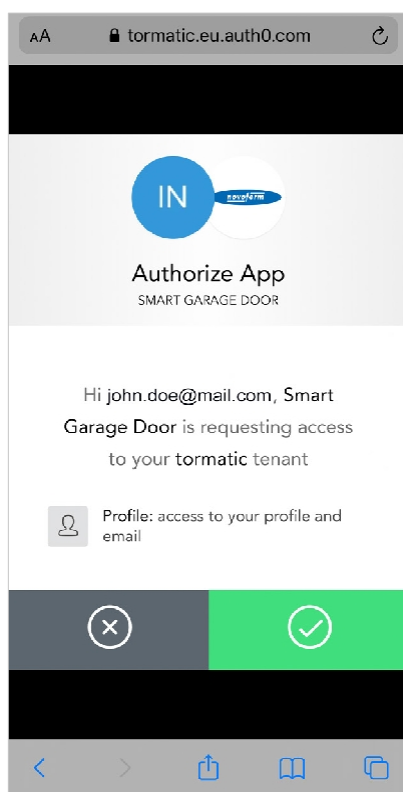 AA tormatic.eu.auth0.com
IN novoferm
Authorize App
SMART GARAGE DOOR
Hi john.doe@mail.com, Smart
Garage Door is requesting access
to your tormatic tenant
Profile: access to your profile and
email